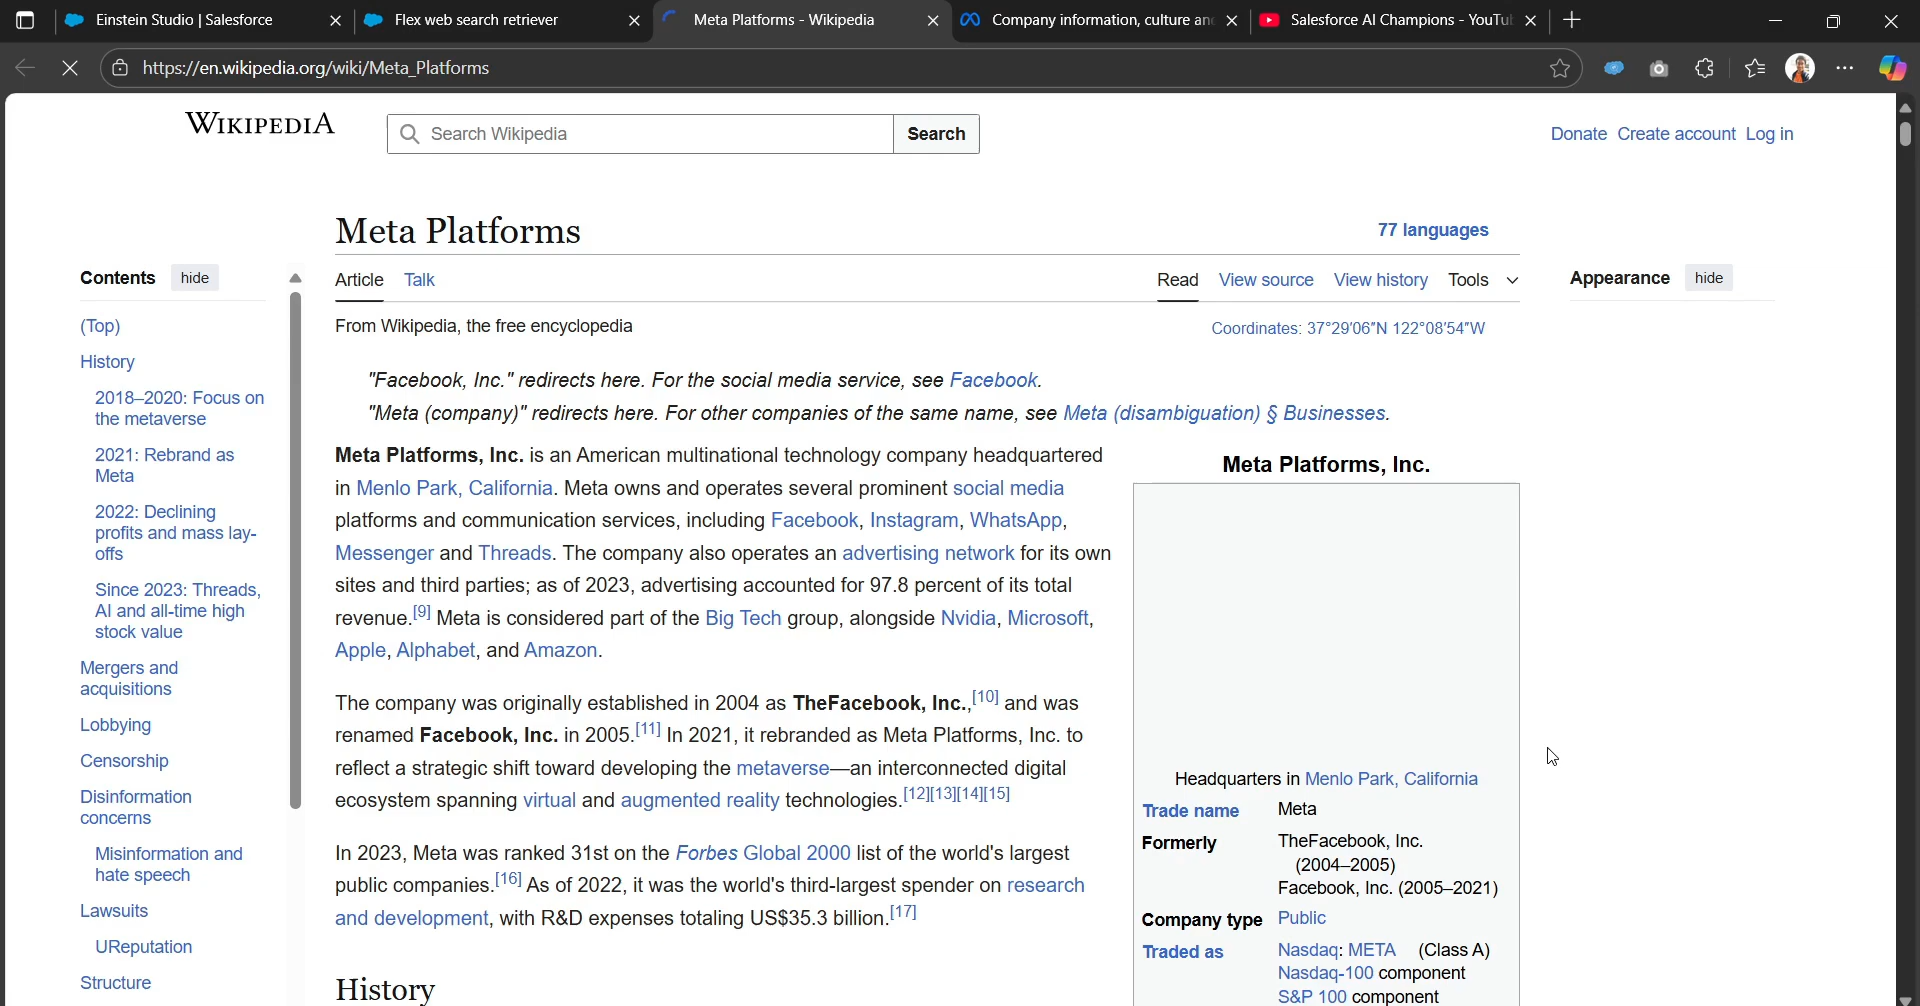 Einstein Studio | Salesforce
Flex web search retriever
Meta Platforms - Wikipedia
Company information, culture an
Salesforce AI Champions - YouTu
https://en.wikipedia.org/wiki/Meta_Platforms
WIKIPEDIA
Search Wikipedia
Search
Donate Create account Log in
Meta Platforms
77 languages
Contents hide
Article Talk
Read View source View history Tools
Appearance hide
From Wikipedia, the free encyclopedia
Coordinates: 37°29′06″N 122°08′54″W
(Top)
History
2018–2020: Focus on
the metaverse
2021: Rebrand as
Meta
2022: Declining
profits and mass lay-
offs
Since 2023: Threads,
AI and all-time high
stock value
Mergers and
acquisitions
Lobbying
Censorship
Disinformation
concerns
Misinformation and
hate speech
Lawsuits
UReputation
Structure
"Facebook, Inc." redirects here. For the social media service, see Facebook.
"Meta (company)" redirects here. For other companies of the same name, see Meta (disambiguation) § Businesses.
Meta Platforms, Inc. is an American multinational technology company headquartered
in Menlo Park, California. Meta owns and operates several prominent social media
platforms and communication services, including Facebook, Instagram, WhatsApp,
Messenger and Threads. The company also operates an advertising network for its own
sites and third parties; as of 2023, advertising accounted for 97.8 percent of its total
revenue.[9] Meta is considered part of the Big Tech group, alongside Nvidia, Microsoft,
Apple, Alphabet, and Amazon.
The company was originally established in 2004 as TheFacebook, Inc.,[10] and was
renamed Facebook, Inc. in 2005.[11] In 2021, it rebranded as Meta Platforms, Inc. to
reflect a strategic shift toward developing the metaverse—an interconnected digital
ecosystem spanning virtual and augmented reality technologies.[12][13][14][15]
In 2023, Meta was ranked 31st on the Forbes Global 2000 list of the world's largest
public companies.[16] As of 2022, it was the world's third-largest spender on research
and development, with R&D expenses totaling US$35.3 billion.[17]
History
Meta Platforms, Inc.
Headquarters in Menlo Park, California
Trade name Meta
Formerly TheFacebook, Inc.
(2004–2005)
Facebook, Inc. (2005–2021)
Company type Public
Traded as Nasdaq: META (Class A)
Nasdaq-100 component
S&P 100 component